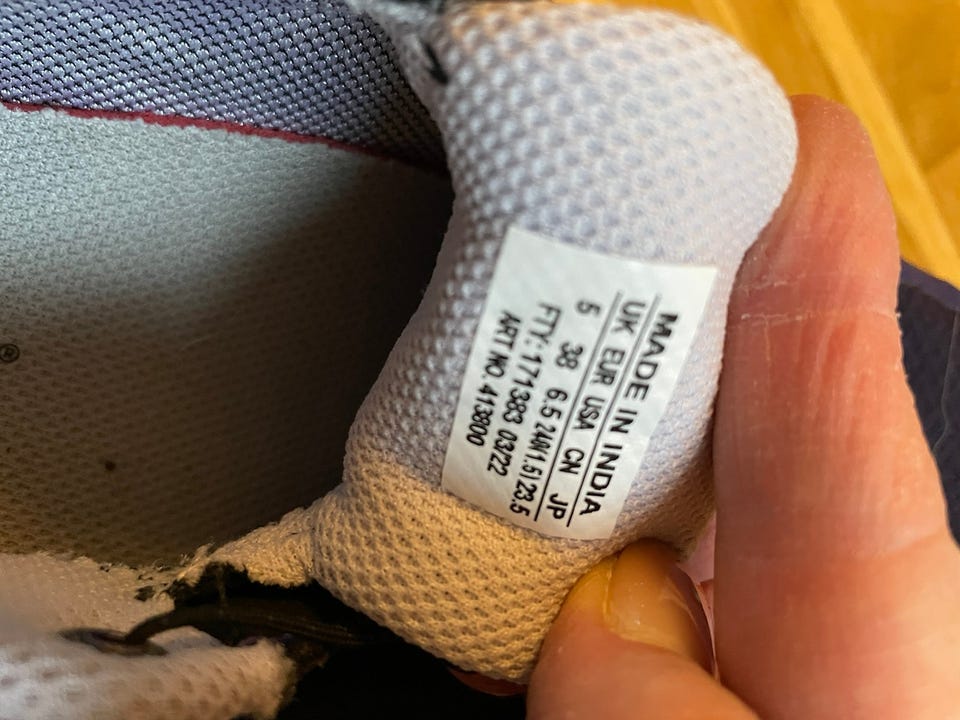 MADE IN INDIA
UK EUR USA CN JP
5 38 6.5 240(1.5) 23.5
FTY: 171383 03/22
ART NO. 413800
®